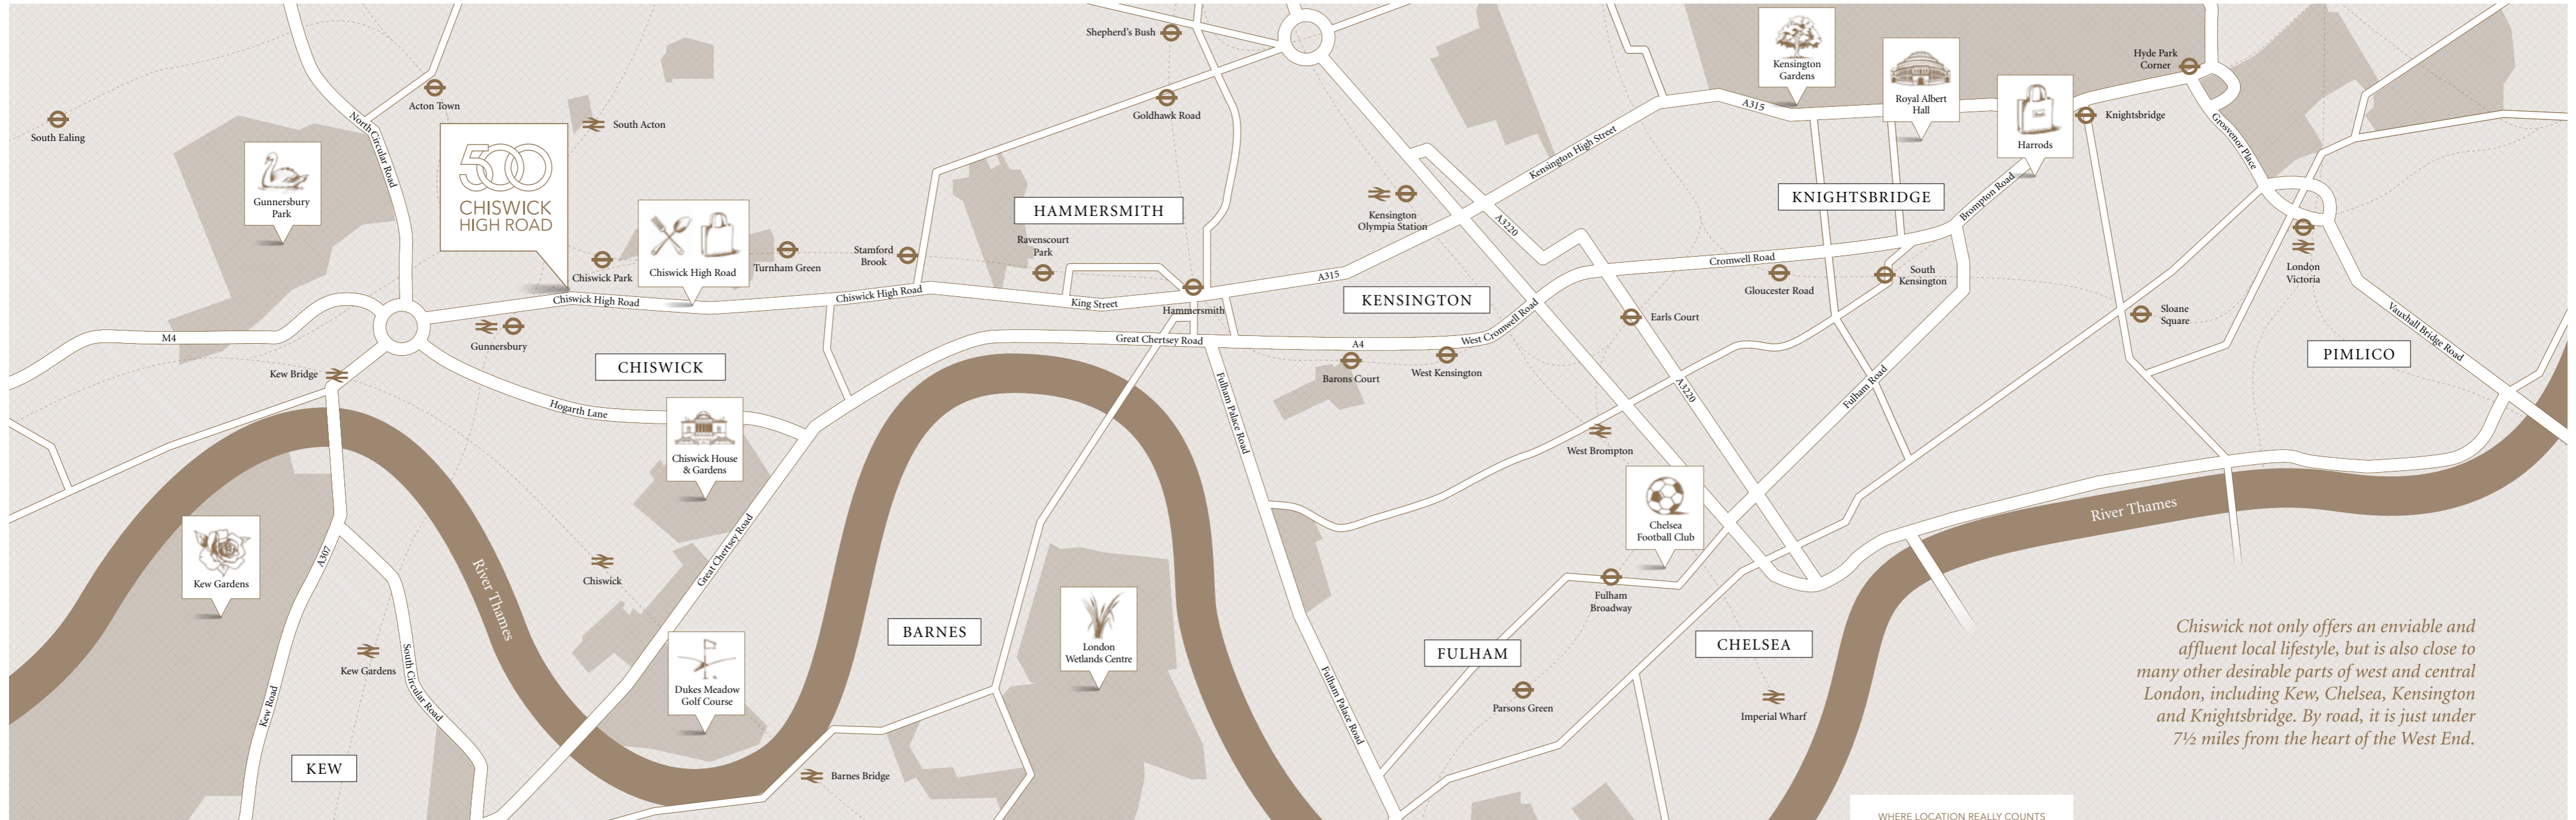 Shepherd's Bush
Kensington
Gardens
Hyde Park
Corner
Acton Town
South Ealing
North Circular Road
South Acton
Goldhawk Road
A315
Royal Albert
Hall
Harrods
Knightsbridge
Grosvenor Place
Gunnersbury
Park
500
CHISWICK
HIGH ROAD
HAMMERSMITH
Kensington High Street
KNIGHTSBRIDGE
Brompton Road
Kensington
Olympia Station
A3220
Chiswick Park
Chiswick High Road
Turnham Green
Stamford
Brook
Ravenscourt
Park
Cromwell Road
Gloucester Road
South
Kensington
London
Victoria
Chiswick High Road
Chiswick High Road
King Street
Hammersmith
A315
KENSINGTON
Earls Court
Sloane
Square
Vauxhall Bridge Road
M4
Gunnersbury
Great Chertsey Road
A4
West Cromwell Road
PIMLICO
Kew Bridge
CHISWICK
Barons Court
West Kensington
Fulham Palace Road
A3220
Fulham Road
Hogarth Lane
Chiswick House
& Gardens
West Brompton
Chelsea
Football Club
River Thames
Kew Gardens
A307
River Thames
Chiswick
Great Chertsey Road
Fulham
Broadway
BARNES
London
Wetlands Centre
FULHAM
CHELSEA
Kew Gardens
South Circular Road
Kew Road
Dukes Meadow
Golf Course
Fulham Palace Road
Parsons Green
Imperial Wharf
KEW
Barnes Bridge
Chiswick not only offers an enviable and
affluent local lifestyle, but is also close to
many other desirable parts of west and central
London, including Kew, Chelsea, Kensington
and Knightsbridge. By road, it is just under
7½ miles from the heart of the West End.
WHERE LOCATION REALLY COUNTS